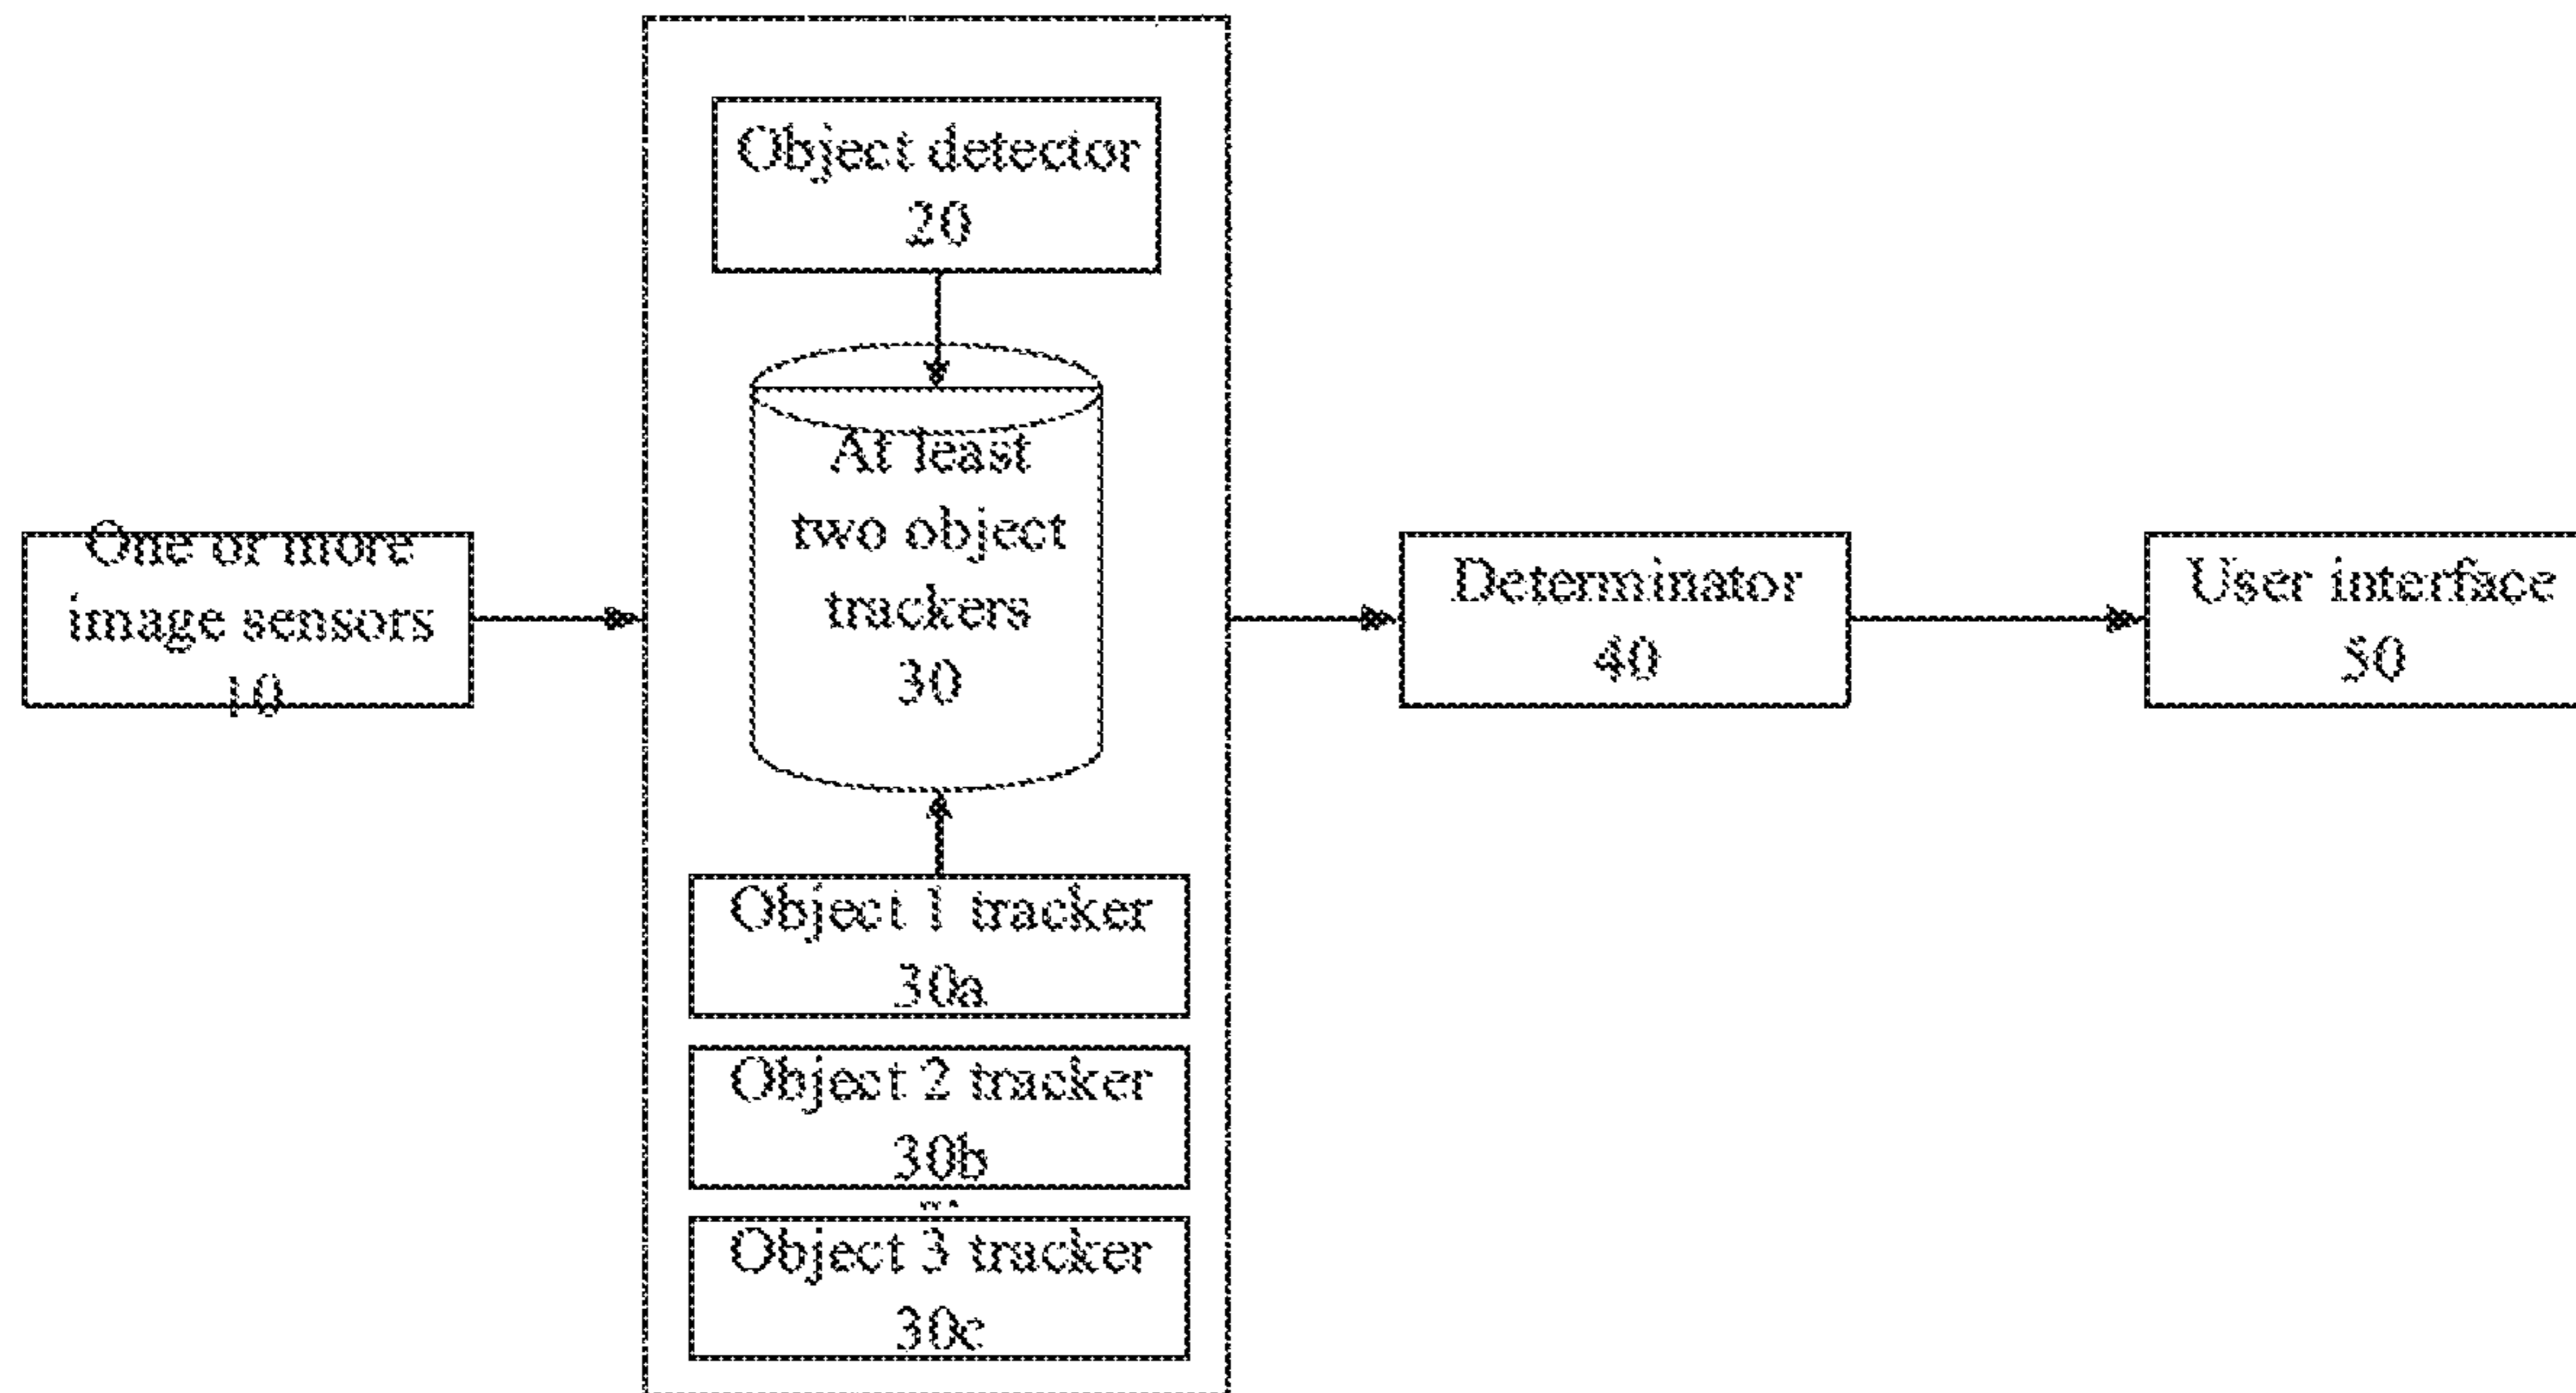 Object detector
20
At least
two object
trackers
30
One or more
image sensors
10
Determinator
40
User interface
50
Object 1 tracker
30a
Object 2 tracker
30b
...
Object 3 tracker
30c